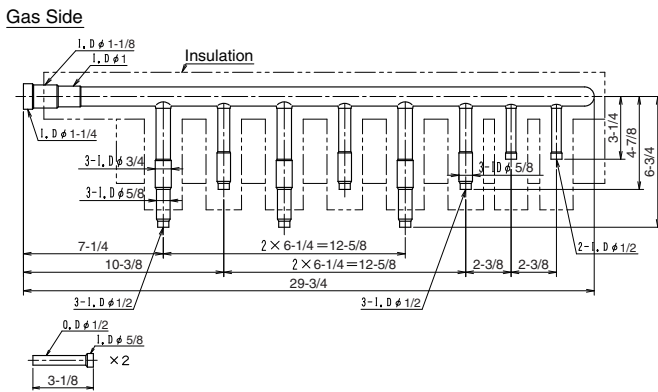 Gas Side
I.Dφ1-1/8
I.Dφ1
Insulation
I.Dφ1-1/4
3-I.Dφ3/4
3-I.Dφ5/8
3-IDφ5/8
3-1/4
4-7/8
6-3/4
7-1/4
2×6-1/4=12-5/8
2-I.Dφ1/2
10-3/8
2×6-1/4=12-5/8
2-3/8
2-3/8
29-3/4
3-I.Dφ1/2
3-I.Dφ1/2
O.Dφ1/2
I.Dφ5/8
×2
3-1/8